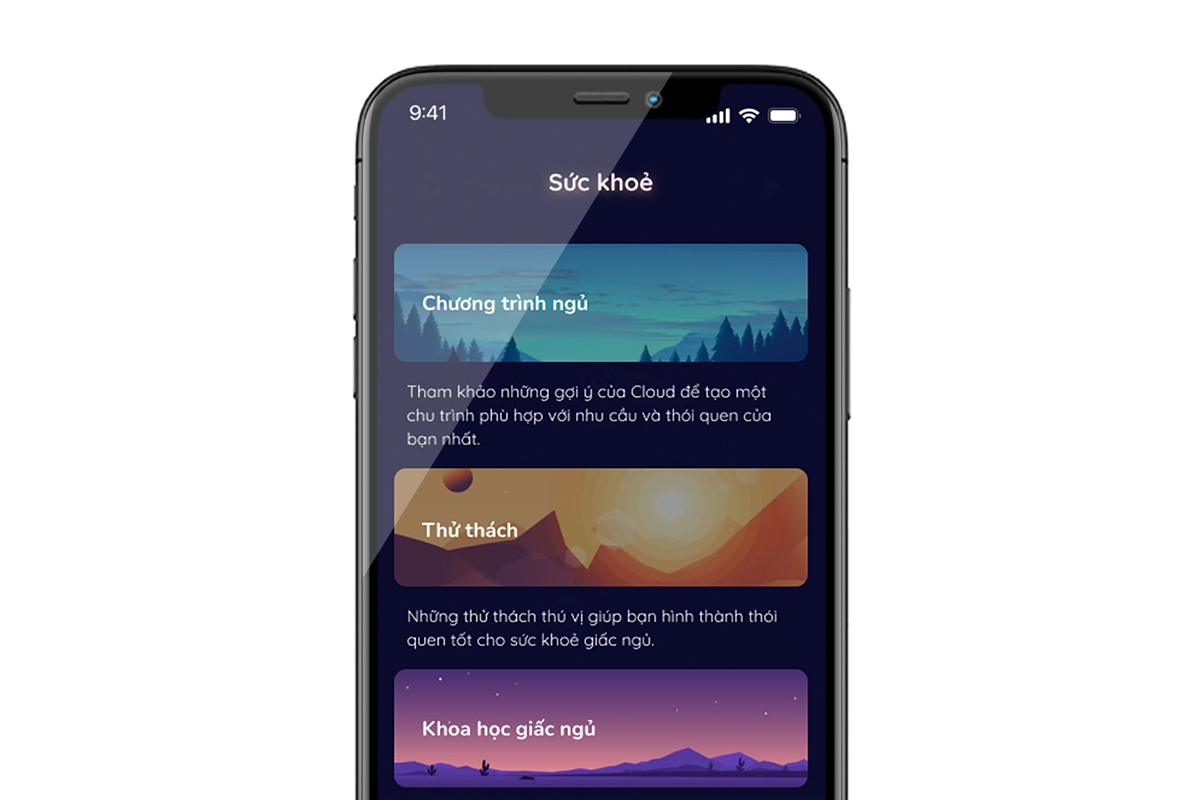 9:41
Sức khoẻ
Chương trình ngủ
Tham khảo những gợi ý của Cloud để tạo một
chu trình phù hợp với nhu cầu và thói quen của
bạn nhất.
Thử thách
Những thử thách thú vị giúp bạn hình thành thói
quen tốt cho sức khoẻ giấc ngủ.
Khoa học giấc ngủ